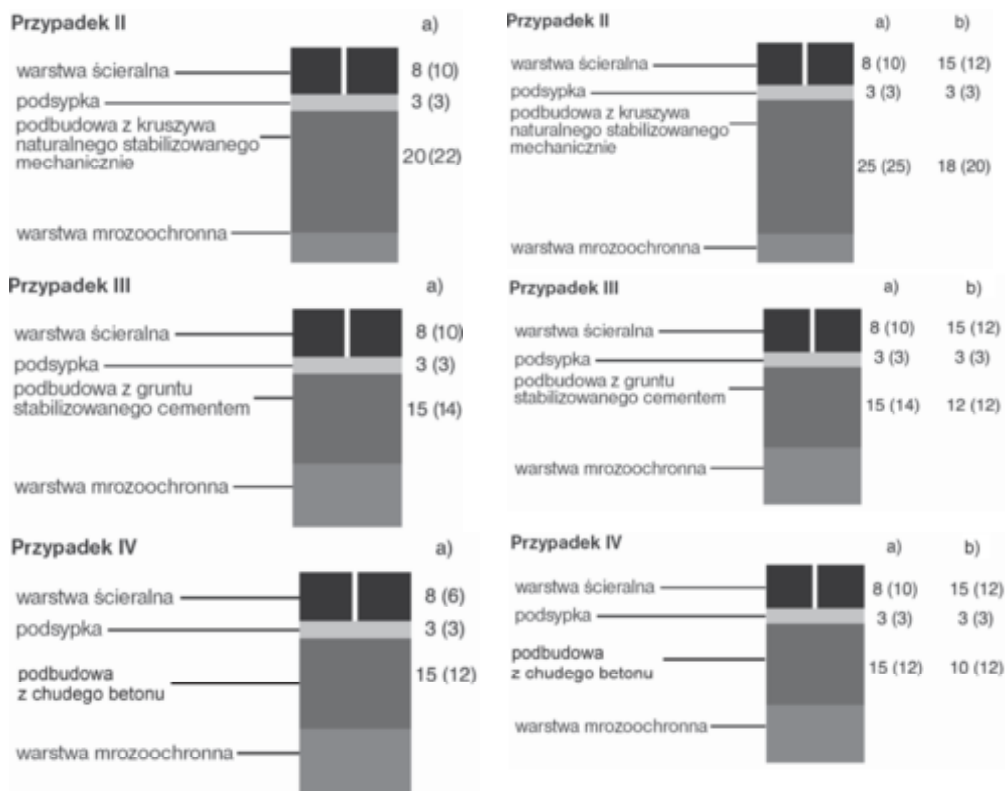 Przypadek II a)
warstwa ścieralna 8 (10)
podsypka 3 (3)
podbudowa z kruszywa
naturalnego stabilizowanego
mechanicznie 20 (22)
warstwa mrozoochronna
Przypadek III a)
warstwa ścieralna 8 (10)
podsypka 3 (3)
podbudowa z gruntu
stabilizowanego cementem 15 (14)
warstwa mrozoochronna
Przypadek IV a)
warstwa ścieralna 8 (6)
podsypka 3 (3)
podbudowa 15 (12)
z chudego betonu
warstwa mrozoochronna
Przypadek II a) b)
warstwa ścieralna 8 (10) 15 (12)
podsypka 3 (3) 3 (3)
podbudowa z kruszywa
naturalnego stabilizowanego
mechanicznie
25 (25) 18 (20)
warstwa mrozoochronna
Przypadek III a) b)
warstwa ścieralna 8 (10) 15 (12)
podsypka 3 (3) 3 (3)
podbudowa z gruntu
stabilizowanego cementem 15 (14) 12 (12)
warstwa mrozoochronna
Przypadek IV a) b)
warstwa ścieralna 8 (10) 15 (12)
podsypka 3 (3) 3 (3)
podbudowa
z chudego betonu 15 (12) 10 (12)
warstwa mrozoochronna